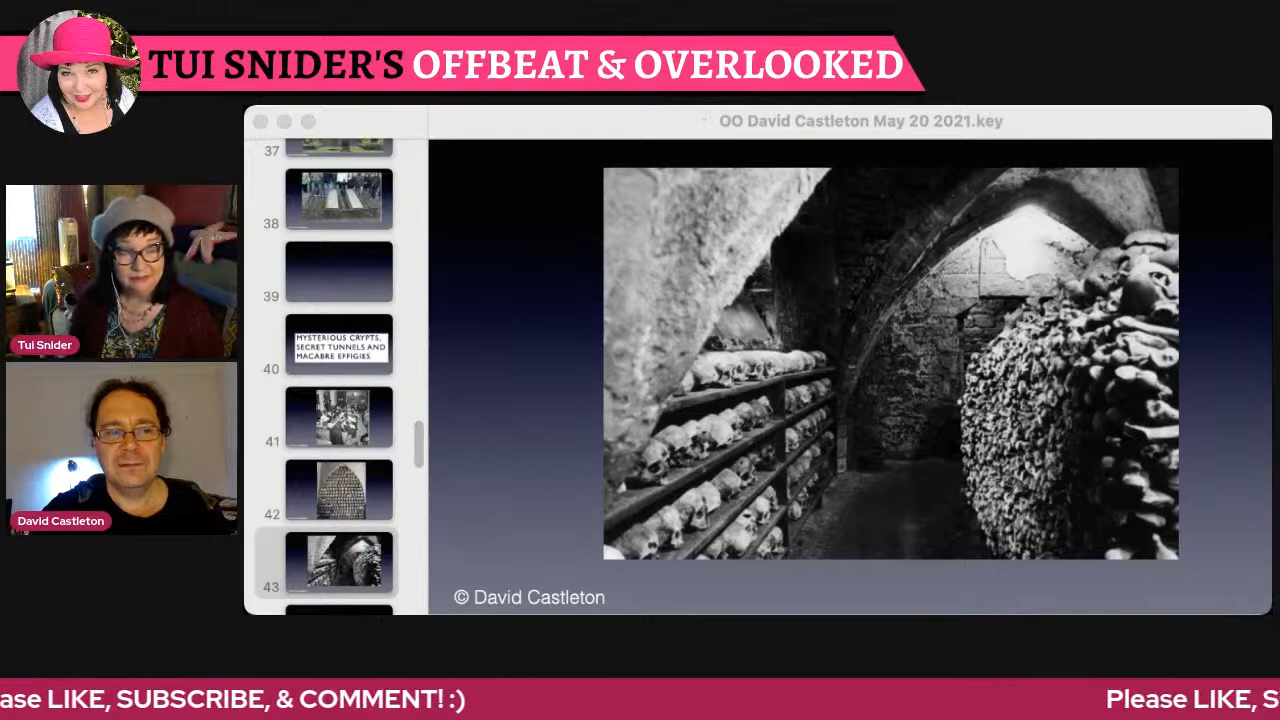 TUI SNIDER'S OFFBEAT & OVERLOOKED
OO David Castleton May 20 2021.key
37
38
39
40
MYSTERIOUS CRYPTS,
SECRET TUNNELS AND
MACABRE EFFIGIES
41
42
43
Tui Snider
David Castleton
© David Castleton
ase LIKE, SUBSCRIBE, & COMMENT! :)
Please LIKE, S